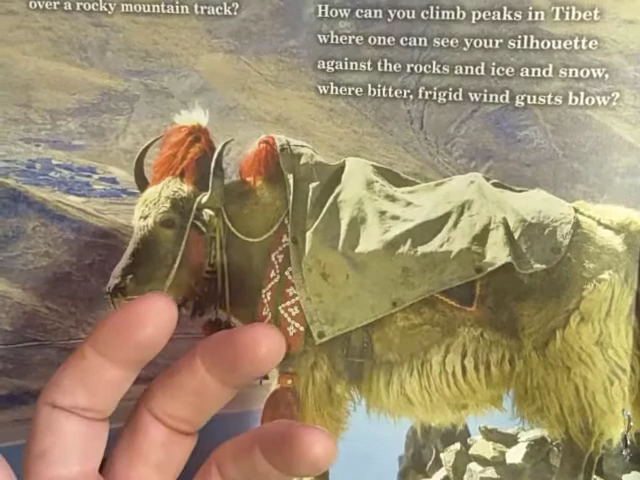 over a rocky mountain track?
How can you climb peaks in Tibet
where one can see your silhouette
against the rocks and ice and snow,
where bitter, frigid wind gusts blow?